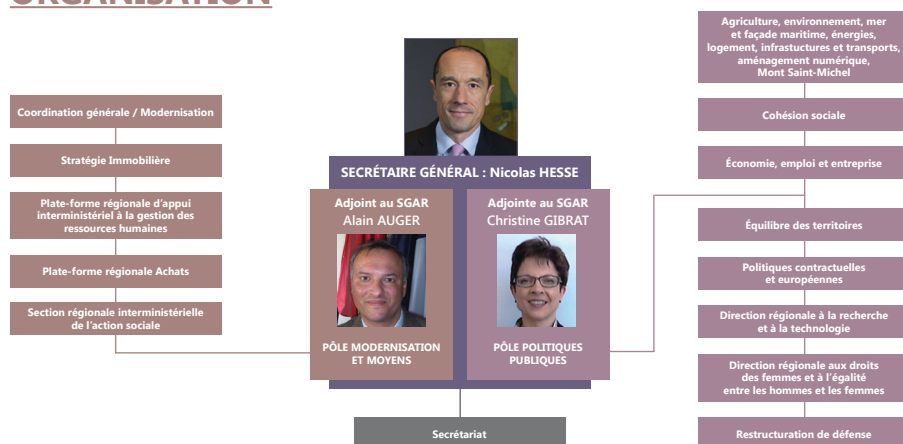 ORGANISATION
Coordination générale / Modernisation
Stratégie Immobilière
Plate-forme régionale d'appui
interministériel à la gestion des
ressources humaines
Plate-forme régionale Achats
Section régionale interministérielle
de l'action sociale
SECRÉTAIRE GÉNÉRAL : Nicolas HESSE
Adjoint au SGAR
Alain AUGER
PÔLE MODERNISATION
ET MOYENS
Adjointe au SGAR
Christine GIBRAT
PÔLE POLITIQUES
PUBLIQUES
Secrétariat
Agriculture, environnement, mer
et façade maritime, énergies,
logement, infrastuctures et transports,
aménagement numérique,
Mont Saint-Michel
Cohésion sociale
Économie, emploi et entreprise
Équilibre des territoires
Politiques contractuelles
et européennes
Direction régionale à la recherche
et à la technologie
Direction régionale aux droits
des femmes et à l'égalité
entre les hommes et les femmes
Restructuration de défense